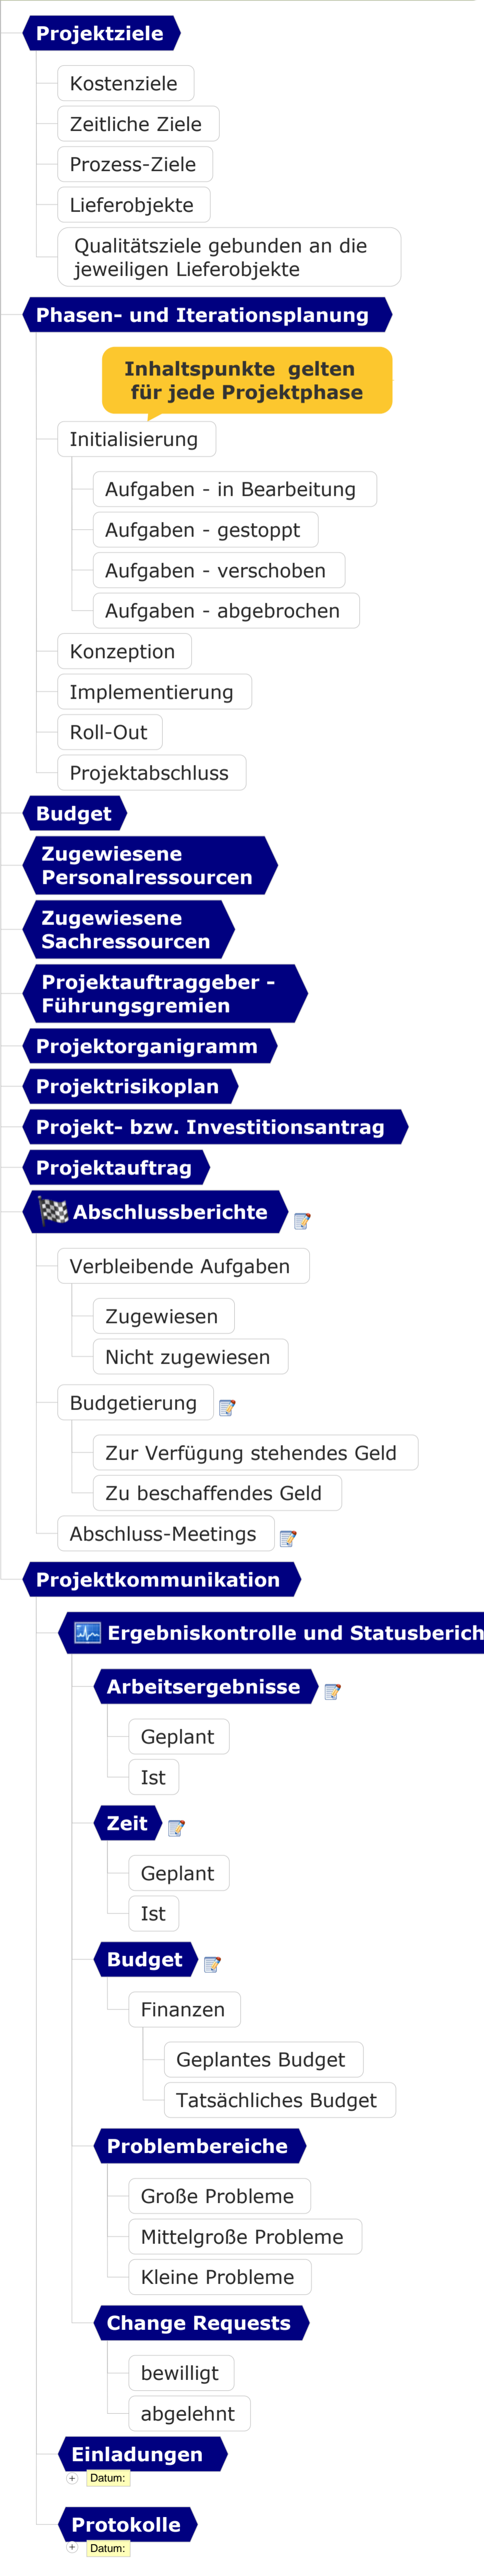 Projektziele
Kostenziele
Zeitliche Ziele
Prozess-Ziele
Lieferobjekte
Qualitätsziele gebunden an die
jeweiligen Lieferobjekte
Phasen- und Iterationsplanung
Inhaltspunkte gelten
für jede Projektphase
Initialisierung
Aufgaben - in Bearbeitung
Aufgaben - gestoppt
Aufgaben - verschoben
Aufgaben - abgebrochen
Konzeption
Implementierung
Roll-Out
Projektabschluss
Budget
Zugewiesene
Personalressourcen
Zugewiesene
Sachressourcen
Projektauftraggeber -
Führungsgremien
Projektorganigramm
Projektrisikoplan
Projekt- bzw. Investitionsantrag
Projektauftrag
Abschlussberichte
Verbleibende Aufgaben
Zugewiesen
Nicht zugewiesen
Budgetierung
Zur Verfügung stehendes Geld
Zu beschaffendes Geld
Abschluss-Meetings
Projektkommunikation
Ergebniskontrolle und Statusberich
Arbeitsergebnisse
Geplant
Ist
Zeit
Geplant
Ist
Budget
Finanzen
Geplantes Budget
Tatsächliches Budget
Problembereiche
Große Probleme
Mittelgroße Probleme
Kleine Probleme
Change Requests
bewilligt
abgelehnt
Einladungen
Datum:
Protokolle
Datum: